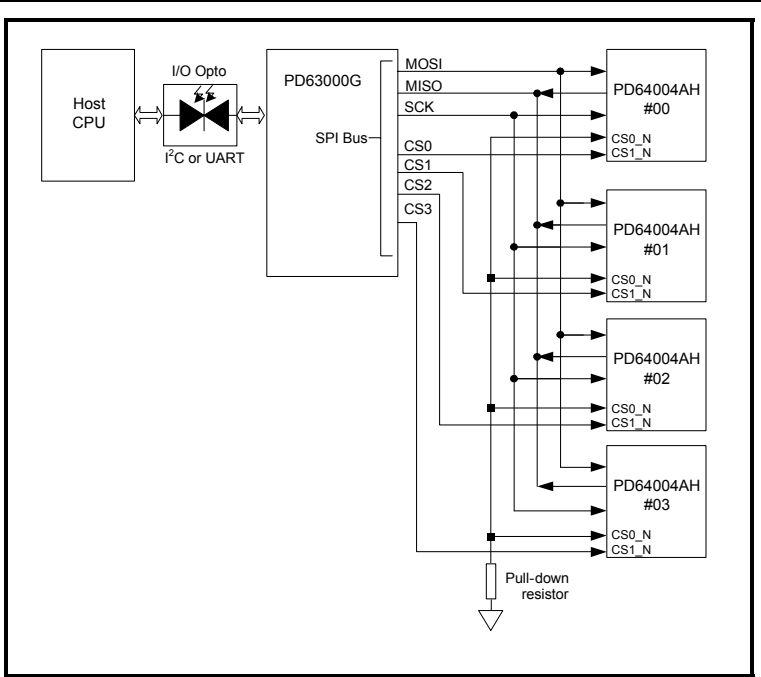 Host
CPU
I/O Opto
I²C or UART
PD63000G
SPI Bus
MOSI
MISO
SCK
CS0
CS1
CS2
CS3
PD64004AH
#00
CS0_N
CS1_N
PD64004AH
#01
CS0_N
CS1_N
PD64004AH
#02
CS0_N
CS1_N
PD64004AH
#03
CS0_N
CS1_N
Pull-down
resistor